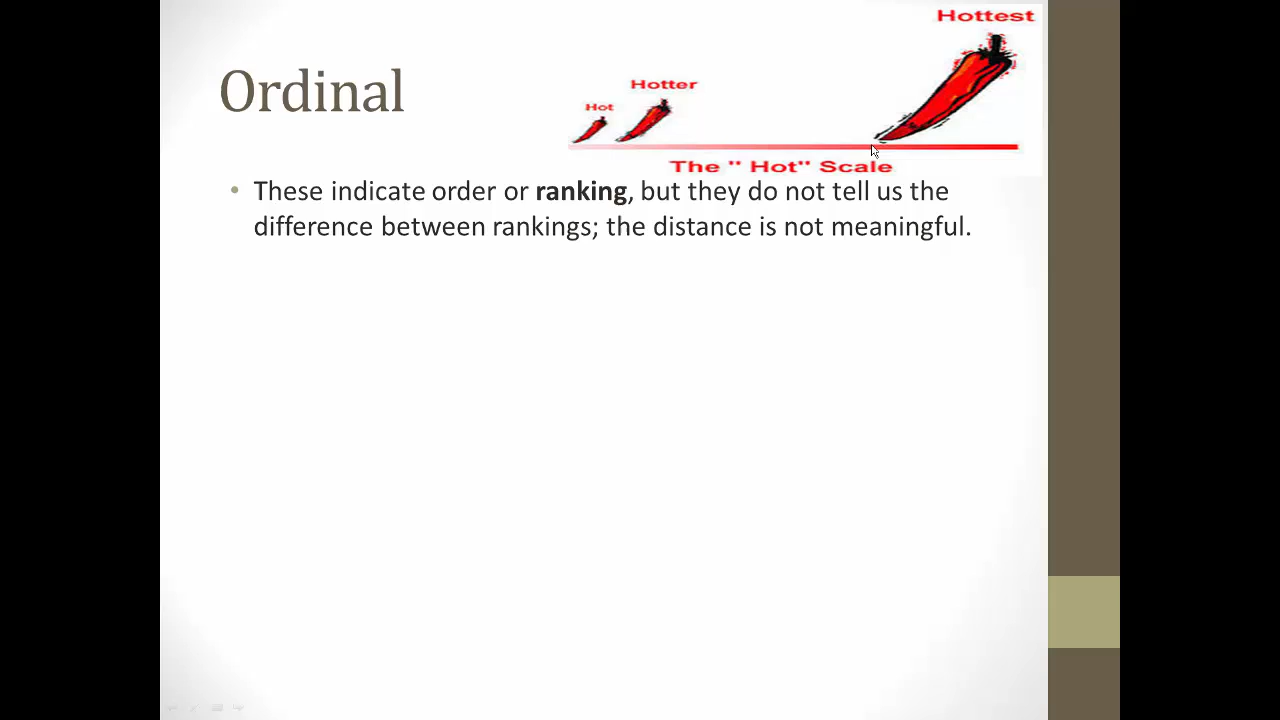 Hottest
Ordinal
Hotter
Hot
The " Hot" Scale
• These indicate order or ranking, but they do not tell us the
difference between rankings; the distance is not meaningful.